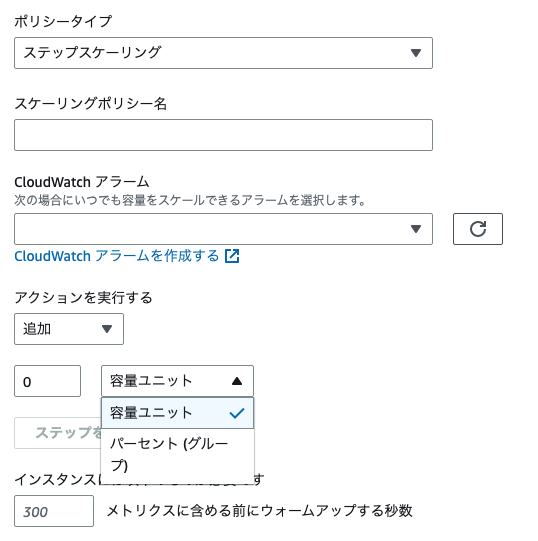 ポリシータイプ
ステップスケーリング
スケーリングポリシー名
CloudWatch アラーム
次の場合にいつでも容量をスケールできるアラームを選択します。
CloudWatch アラームを作成する
アクションを実行する
追加
0
容量ユニット
容量ユニット
パーセント (グルー
プ)
ステップを
インスタンスに
です
300
メトリクスに含める前にウォームアップする秒数